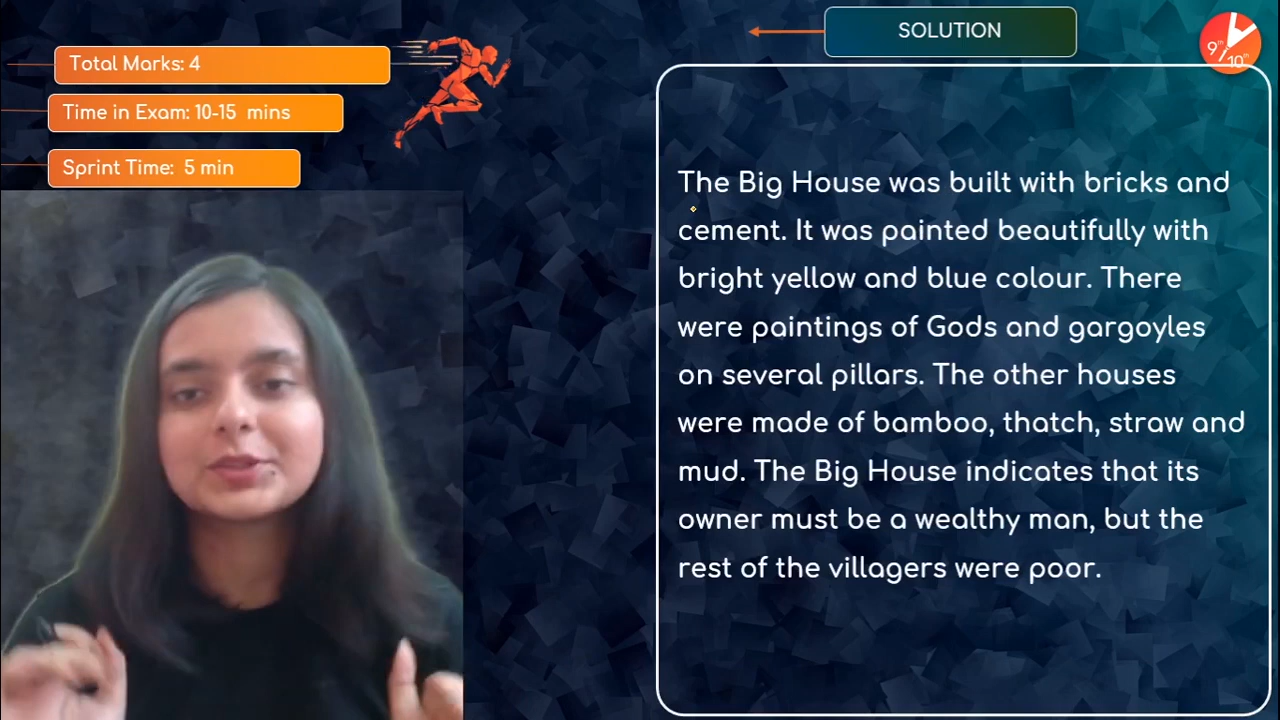 SOLUTION
9th
10th
Total Marks: 4
Time in Exam: 10-15 mins
Sprint Time: 5 min
The Big House was built with bricks and
cement. It was painted beautifully with
bright yellow and blue colour. There
were paintings of Gods and gargoyles
on several pillars. The other houses
were made of bamboo, thatch, straw and
mud. The Big House indicates that its
owner must be a wealthy man, but the
rest of the villagers were poor.